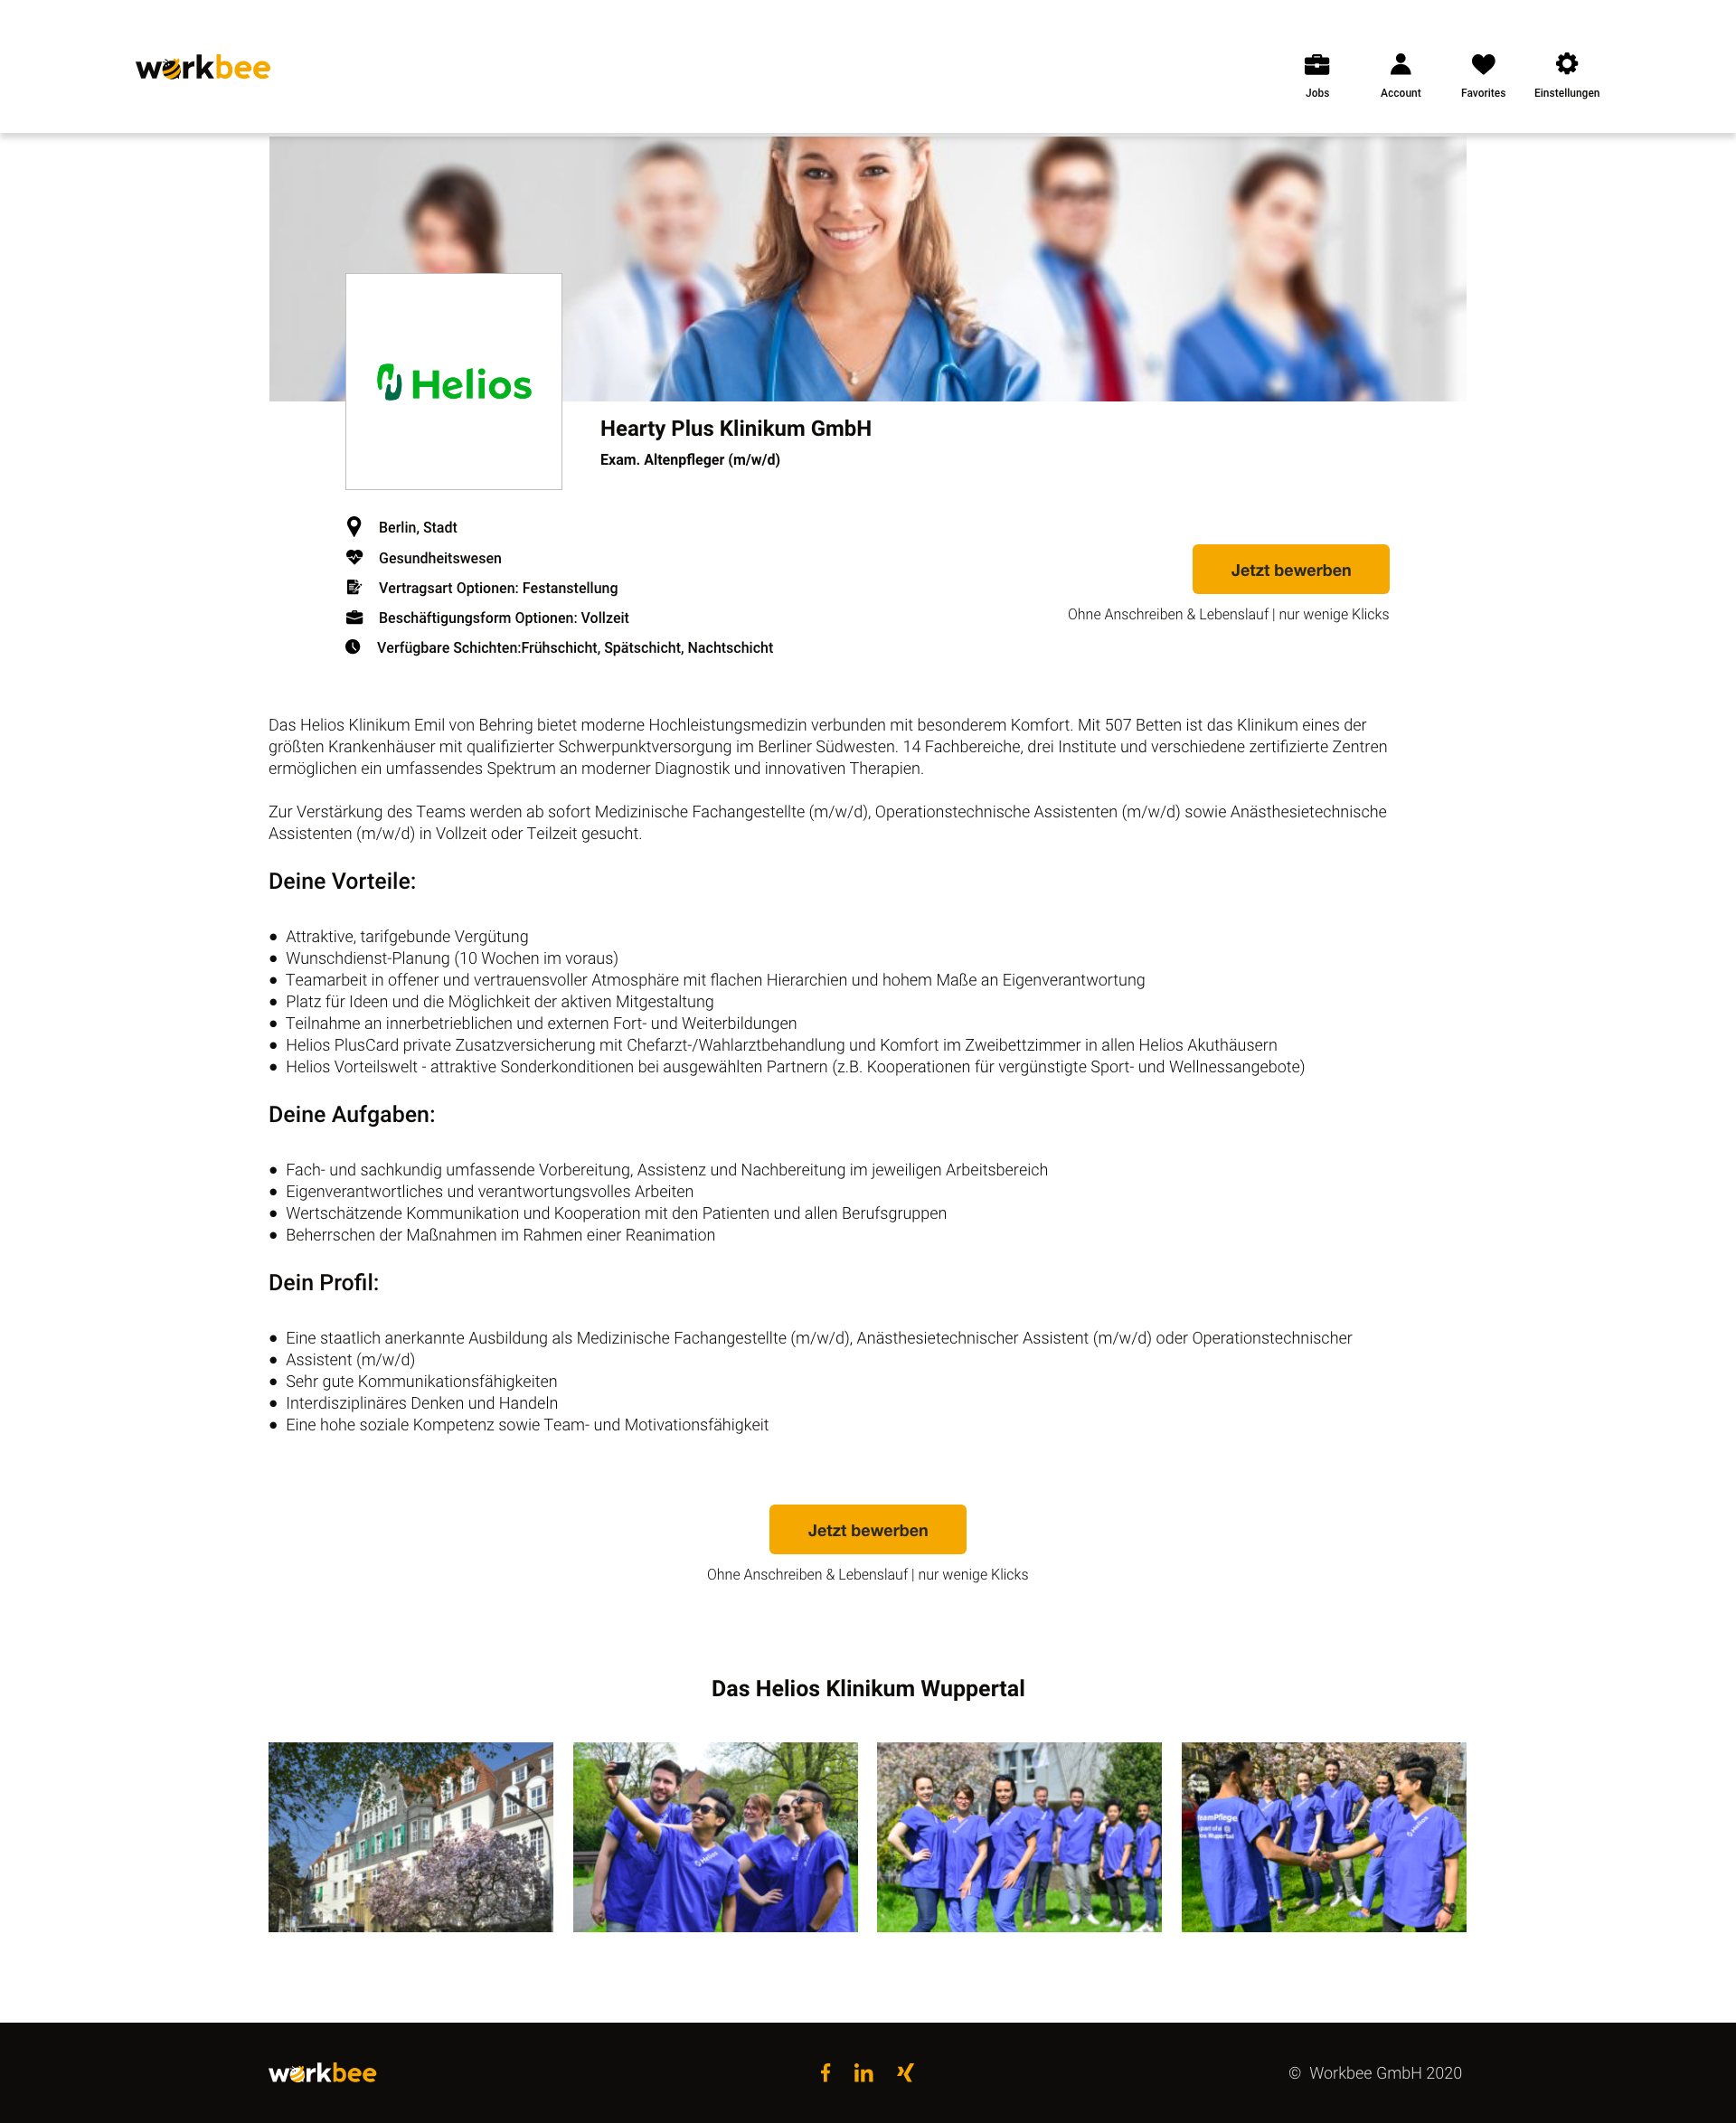 workbee
Jobs
Account
Favorites
Einstellungen
Helios
Hearty Plus Klinikum GmbH
Exam. Altenpfleger (m/w/d)
Berlin, Stadt
Gesundheitswesen
Vertragsart Optionen: Festanstellung
Beschäftigungsform Optionen: Vollzeit
Verfügbare Schichten:Frühschicht, Spätschicht, Nachtschicht
Jetzt bewerben
Ohne Anschreiben & Lebenslauf | nur wenige Klicks
Das Helios Klinikum Emil von Behring bietet moderne Hochleistungsmedizin verbunden mit besonderem Komfort. Mit 507 Betten ist das Klinikum eines der
größten Krankenhäuser mit qualifizierter Schwerpunktversorgung im Berliner Südwesten. 14 Fachbereiche, drei Institute und verschiedene zertifizierte Zentren
ermöglichen ein umfassendes Spektrum an moderner Diagnostik und innovativen Therapien.
Zur Verstärkung des Teams werden ab sofort Medizinische Fachangestellte (m/w/d), Operationstechnische Assistenten (m/w/d) sowie Anästhesietechnische
Assistenten (m/w/d) in Vollzeit oder Teilzeit gesucht.
Deine Vorteile:
● Attraktive, tarifgebunde Vergütung
● Wunschdienst-Planung (10 Wochen im voraus)
● Teamarbeit in offener und vertrauensvoller Atmosphäre mit flachen Hierarchien und hohem Maße an Eigenverantwortung
● Platz für Ideen und die Möglichkeit der aktiven Mitgestaltung
● Teilnahme an innerbetrieblichen und externen Fort- und Weiterbildungen
● Helios PlusCard private Zusatzversicherung mit Chefarzt-/Wahlarztbehandlung und Komfort im Zweibettzimmer in allen Helios Akuthäusern
● Helios Vorteilswelt - attraktive Sonderkonditionen bei ausgewählten Partnern (z.B. Kooperationen für vergünstigte Sport- und Wellnessangebote)
Deine Aufgaben:
● Fach- und sachkundig umfassende Vorbereitung, Assistenz und Nachbereitung im jeweiligen Arbeitsbereich
● Eigenverantwortliches und verantwortungsvolles Arbeiten
● Wertschätzende Kommunikation und Kooperation mit den Patienten und allen Berufsgruppen
● Beherrschen der Maßnahmen im Rahmen einer Reanimation
Dein Profil:
● Eine staatlich anerkannte Ausbildung als Medizinische Fachangestellte (m/w/d), Anästhesietechnischer Assistent (m/w/d) oder Operationstechnischer
● Assistent (m/w/d)
● Sehr gute Kommunikationsfähigkeiten
● Interdisziplinäres Denken und Handeln
● Eine hohe soziale Kompetenz sowie Team- und Motivationsfähigkeit
Jetzt bewerben
Ohne Anschreiben & Lebenslauf | nur wenige Klicks
Das Helios Klinikum Wuppertal
Helios
Helios
workbee
© Workbee GmbH 2020